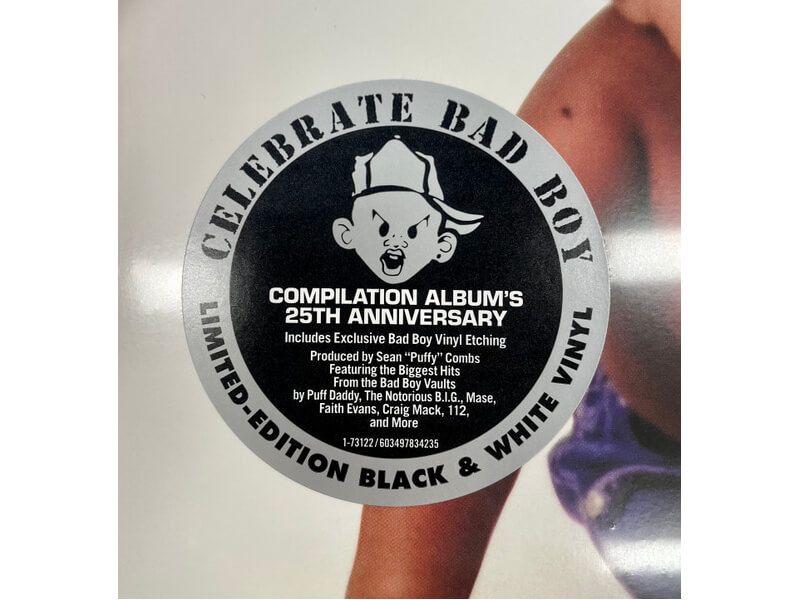 CELEBRATE BAD BOY
COMPILATION ALBUM'S
25TH ANNIVERSARY
Includes Exclusive Bad Boy Vinyl Etching
Produced by Sean "Puffy" Combs
Featuring the Biggest Hits
From the Bad Boy Vaults
by Puff Daddy, The Notorious B.I.G., Mase,
Faith Evans, Craig Mack, 112,
and More
1-73122/603497834235
LIMITED-EDITION BLACK & WHITE VINYL